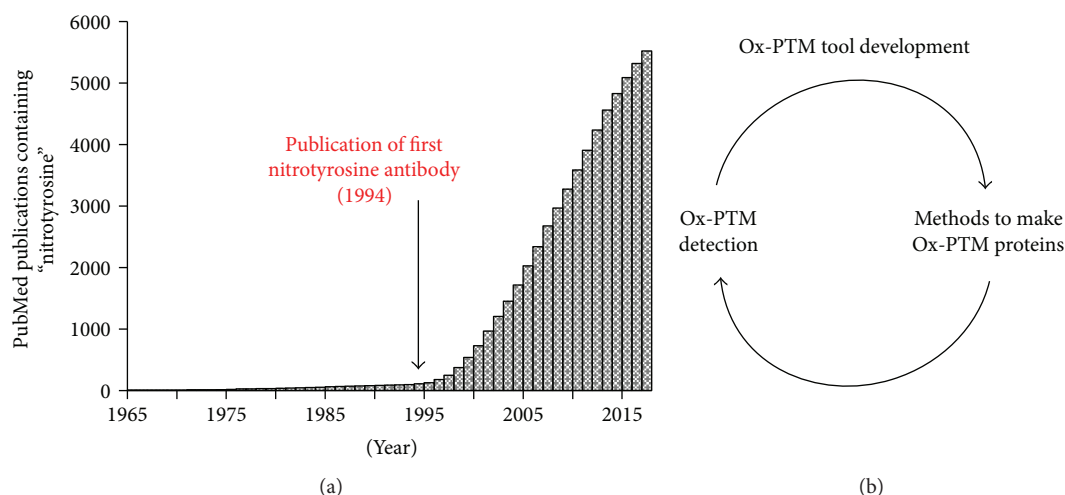 PubMed publications containing
“nitrotyrosine”
6000
5000
4000
3000
2000
1000
0
Publication of first
nitrotyrosine antibody
(1994)
1965
1975
1985
1995
2005
2015
(Year)
(a)
Ox-PTM tool development
Ox-PTM
detection
Methods to make
Ox-PTM proteins
(b)